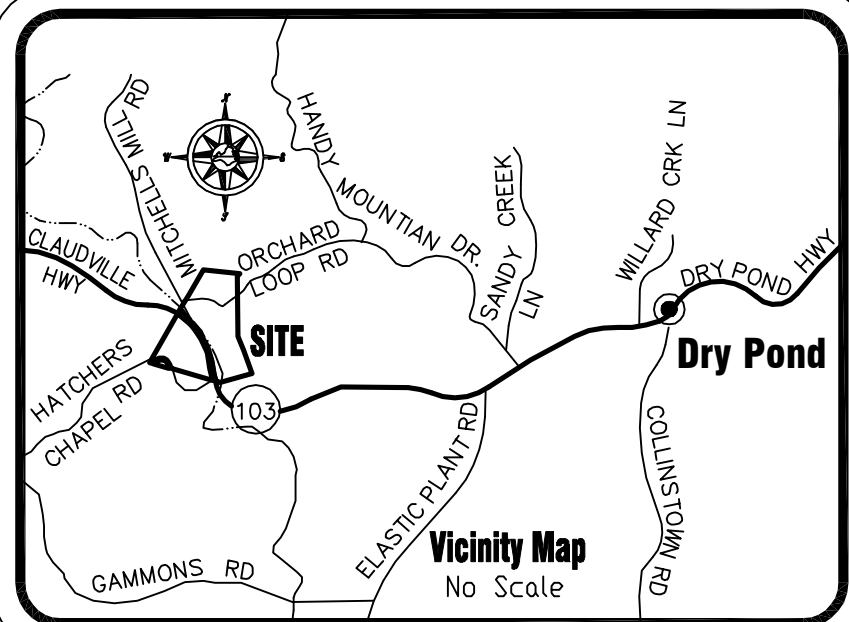 MITCHELLS MILL RD
HANDY MOUNTIAN DR.
SANDY CREEK
LN
WILLARD CRK LN
CLAUDVILLE
HWY
ORCHARD
LOOP RD
DRY POND HWY
SITE
Dry Pond
HATCHERS
CHAPEL RD
103
ELASTIC PLANT RD
COLLINSTOWN RD
GAMMONS RD
Vicinity Map
No Scale